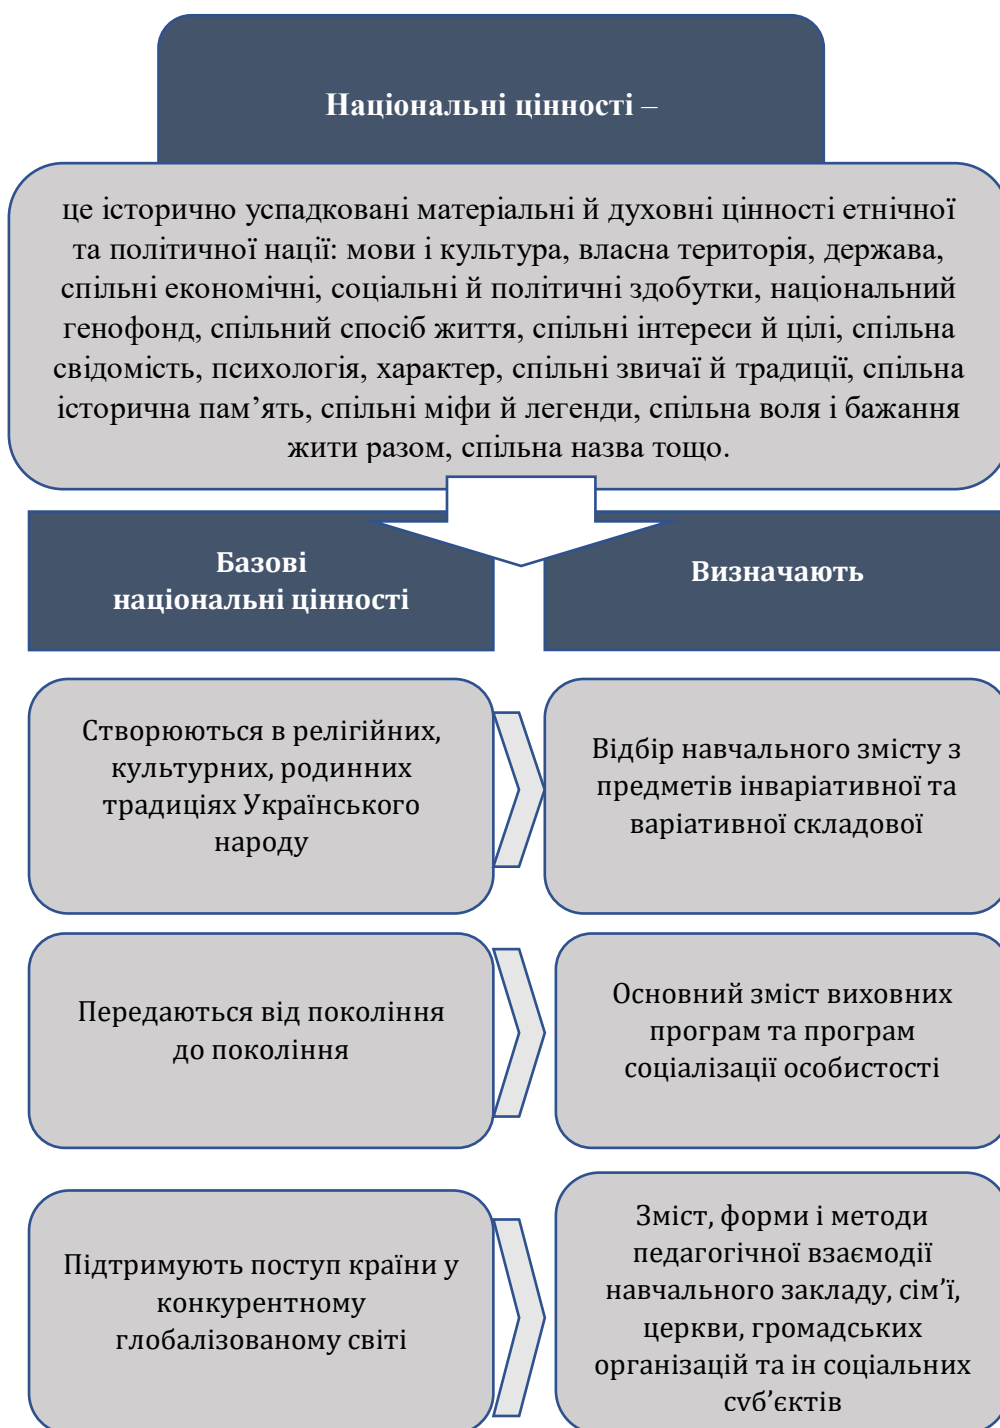 Національні цінності –
це історично успадковані матеріальні й духовні цінності етнічної
та політичної нації: мови і культура, власна територія, держава,
спільні економічні, соціальні й політичні здобутки, національний
генофонд, спільний спосіб життя, спільні інтереси й цілі, спільна
свідомість, психологія, характер, спільні звичаї й традиції, спільна
історична пам’ять, спільні міфи й легенди, спільна воля і бажання
жити разом, спільна назва тощо.
Базові
національні цінності
Визначають
Створюються в релігійних,
культурних, родинних
традиціях Українського
народу
Відбір навчального змісту з
предметів інваріативної та
варіативної складової
Передаються від покоління
до покоління
Основний зміст виховних
програм та програм
соціалізації особистості
Підтримують поступ країни у
конкурентному
глобалізованому світі
Зміст, форми і методи
педагогічної взаємодії
навчального закладу, сім’ї,
церкви, громадських
організацій та ін соціальних
суб’єктів